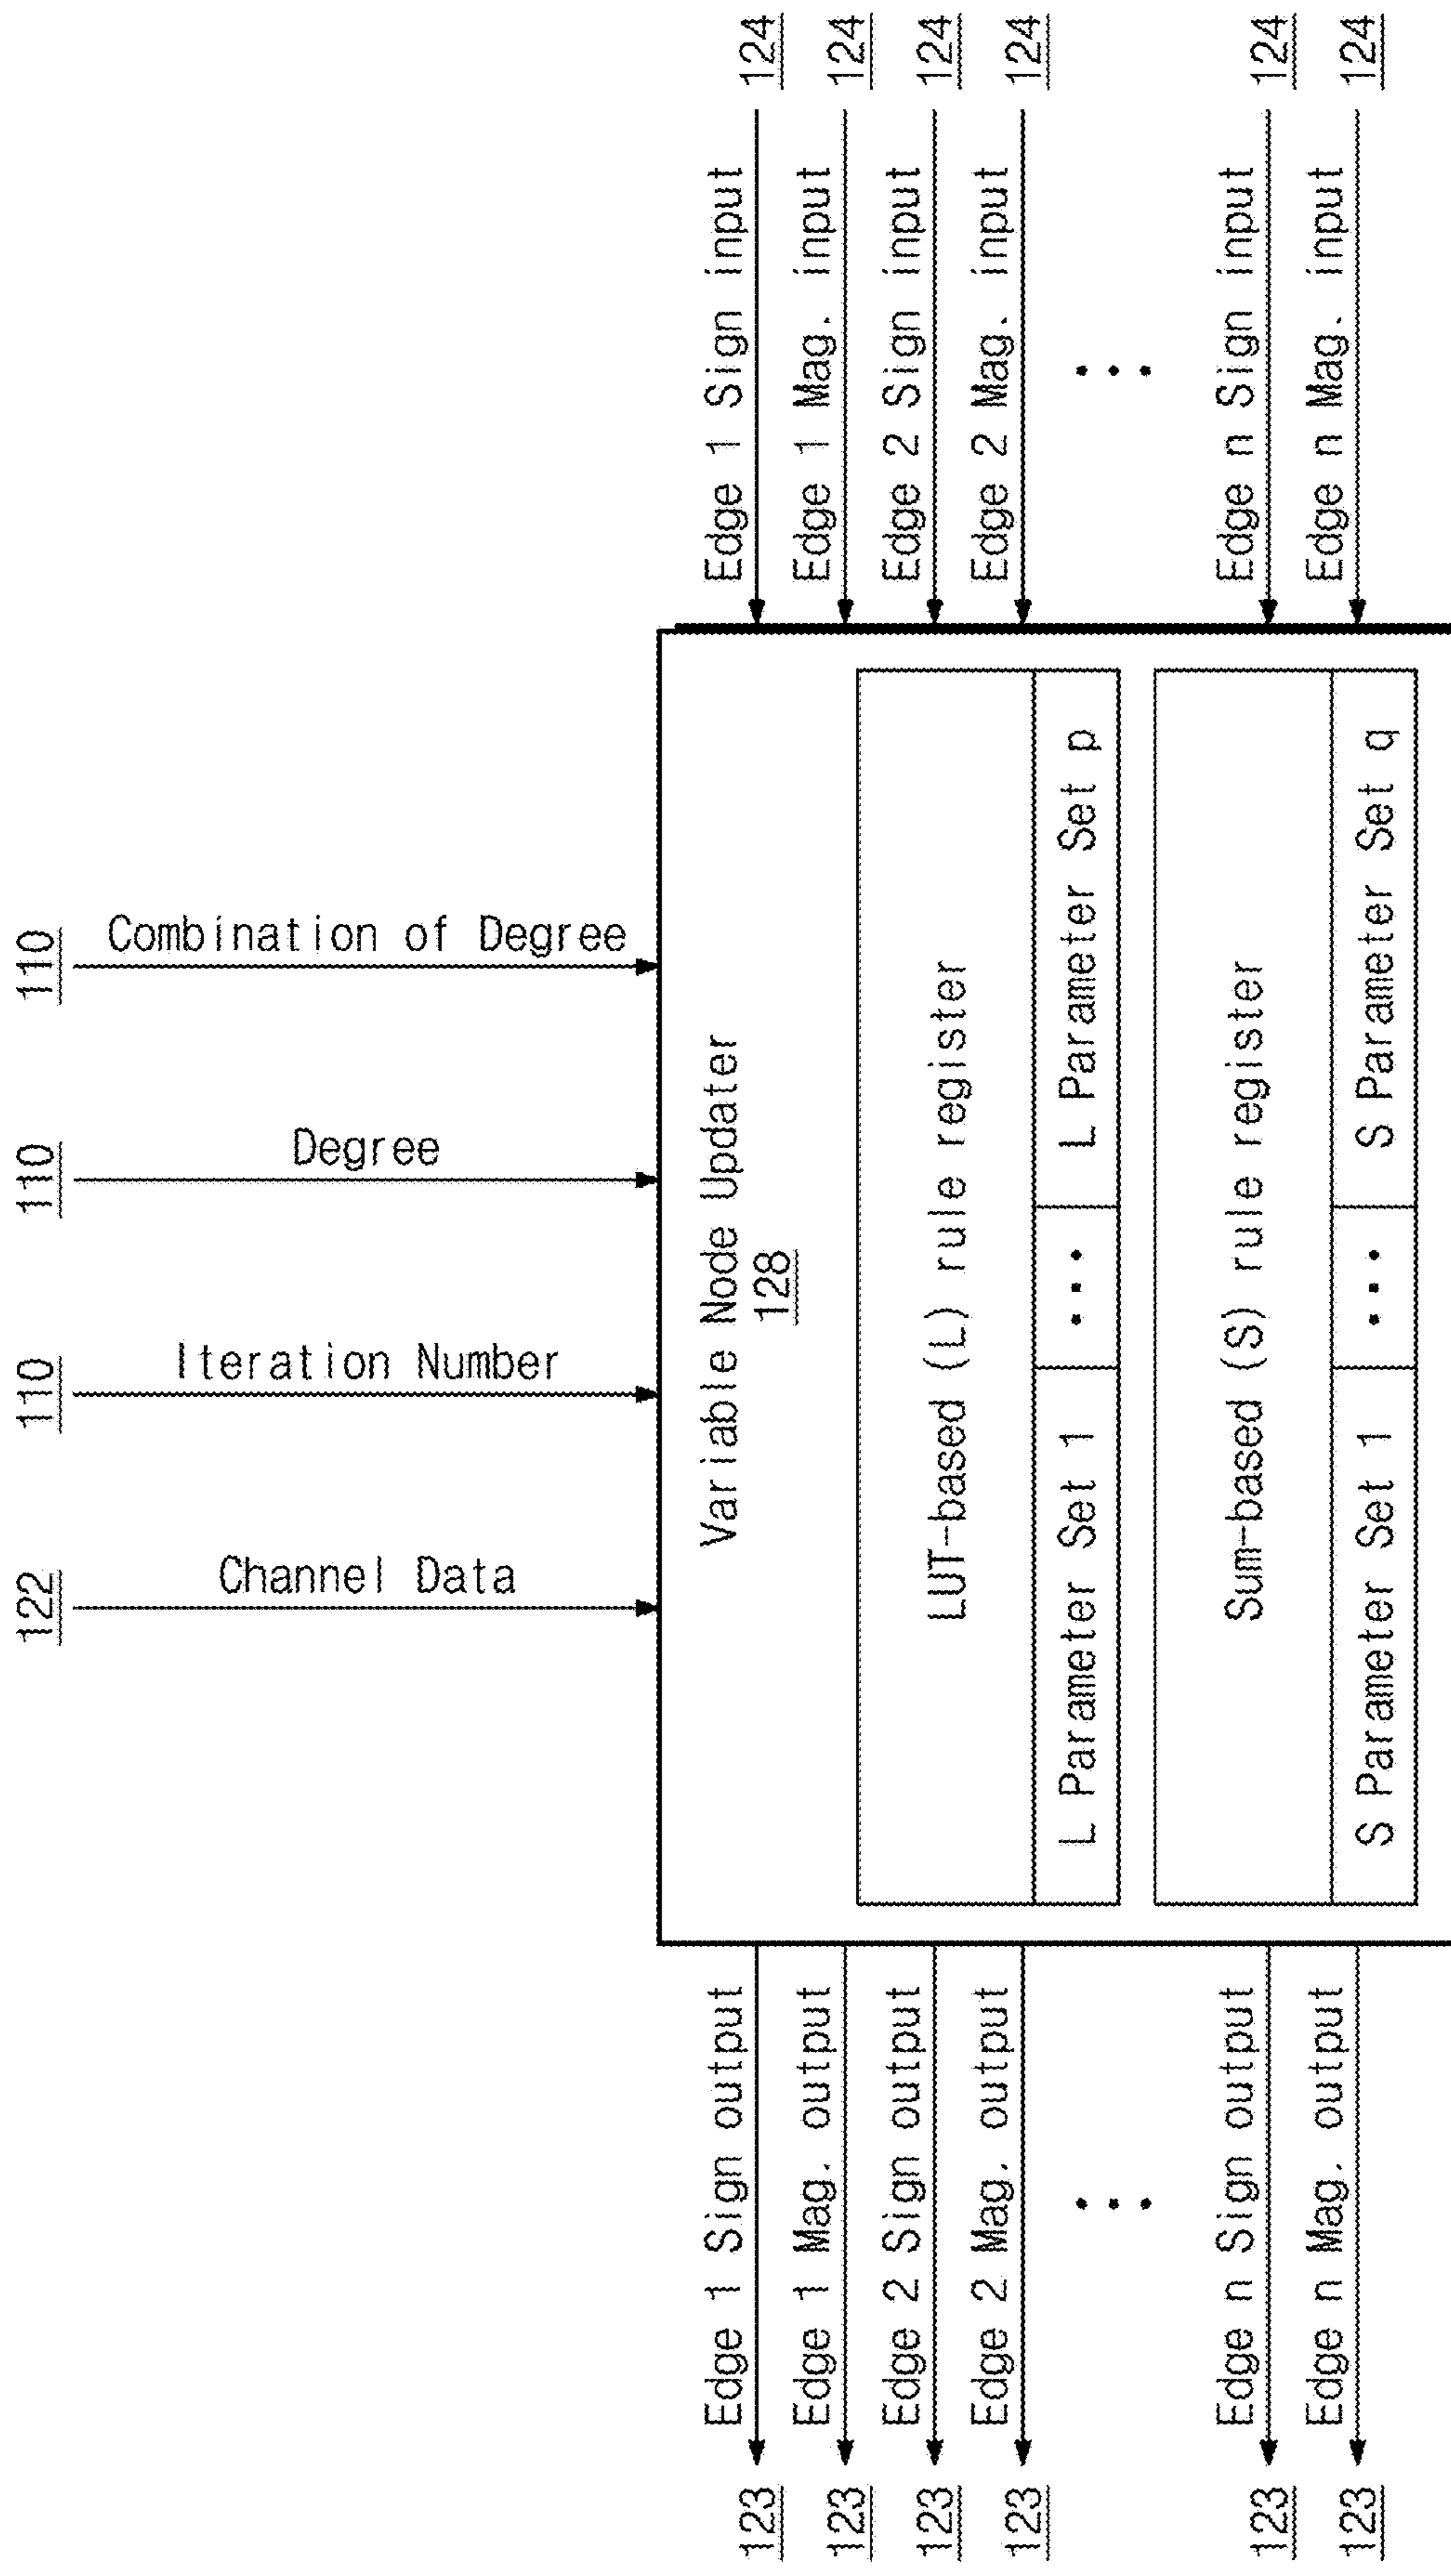 122
Channel Data
110
Iteration Number
110
Degree
110
Combination of Degree
Variable Node Updater
128
LUT-based (L) rule register
L Parameter Set 1
•••
L Parameter Set p
Sum-based (S) rule register
S Parameter Set 1
•••
S Parameter Set q
123
Edge 1 Sign output
123
Edge 1 Mag. output
123
Edge 2 Sign output
123
Edge 2 Mag. output
•••
123
Edge n Sign output
123
Edge n Mag. output
Edge 1 Sign input
124
Edge 1 Mag. input
124
Edge 2 Sign input
124
Edge 2 Mag. input
124
•••
Edge n Sign input
124
Edge n Mag. input
124